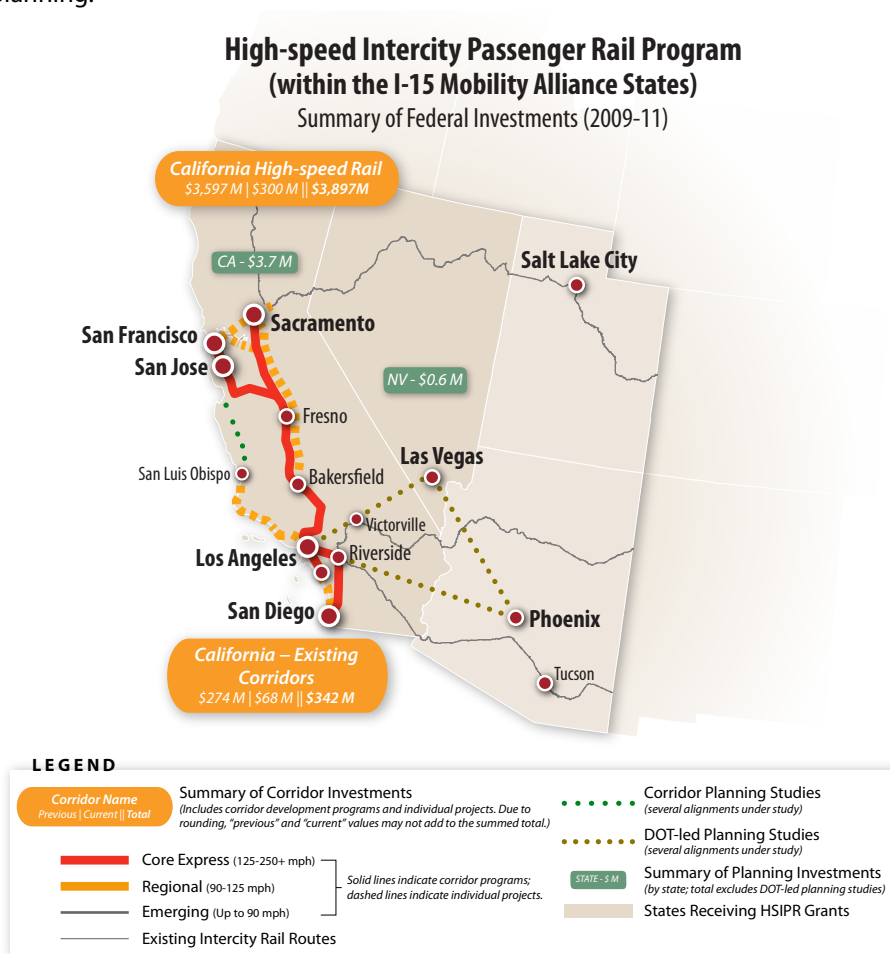 planning.
High-speed Intercity Passenger Rail Program
(within the I-15 Mobility Alliance States)
Summary of Federal Investments (2009-11)
California High-speed Rail
$3,597 M | $300 M || $3,897M
CA - $3.7 M
Salt Lake City
Sacramento
San Francisco
San Jose
NV - $0.6 M
Fresno
Las Vegas
San Luis Obispo
Bakersfield
Victorville
Los Angeles
Riverside
San Diego
Phoenix
California – Existing
Corridors
$274 M | $68 M || $342 M
Tucson
LEGEND
Corridor Name
Previous | Current || Total
Summary of Corridor Investments
(Includes corridor development programs and individual projects. Due to
rounding, “previous” and “current” values may not add to the summed total.)
Core Express (125-250+ mph)
Regional (90-125 mph)
Emerging (Up to 90 mph)
Solid lines indicate corridor programs;
dashed lines indicate individual projects.
Existing Intercity Rail Routes
Corridor Planning Studies
(several alignments under study)
DOT-led Planning Studies
(several alignments under study)
STATE - $ M
Summary of Planning Investments
(by state; total excludes DOT-led planning studies)
States Receiving HSIPR Grants